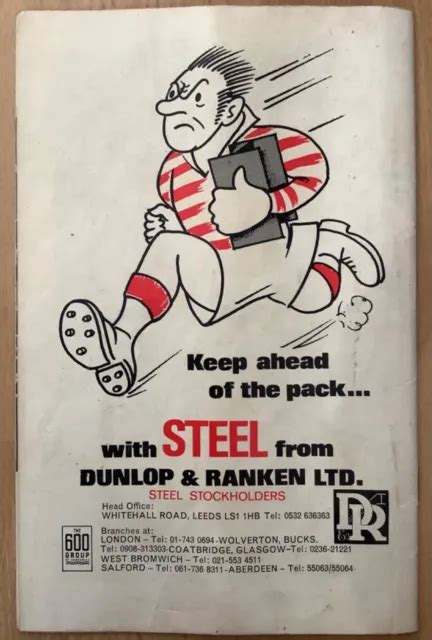 Keep ahead
of the pack...
with STEEL from
DUNLOP & RANKEN LTD.
STEEL STOCKHOLDERS
Head Office:
WHITEHALL ROAD, LEEDS LS1 1HB Tel: 0532 636363
Branches at:
LONDON – Tel: 01-743 0694-WOLVERTON, BUCKS.
Tel: 0908-313303-COATBRIDGE, GLASGOW–Tel: 0236-21221
WEST BROMWICH – Tel: 021-553 4511
SALFORD – Tel: 061-736 8311-ABERDEEN – Tel: 55063/55064
THE
600
GROUP
DR